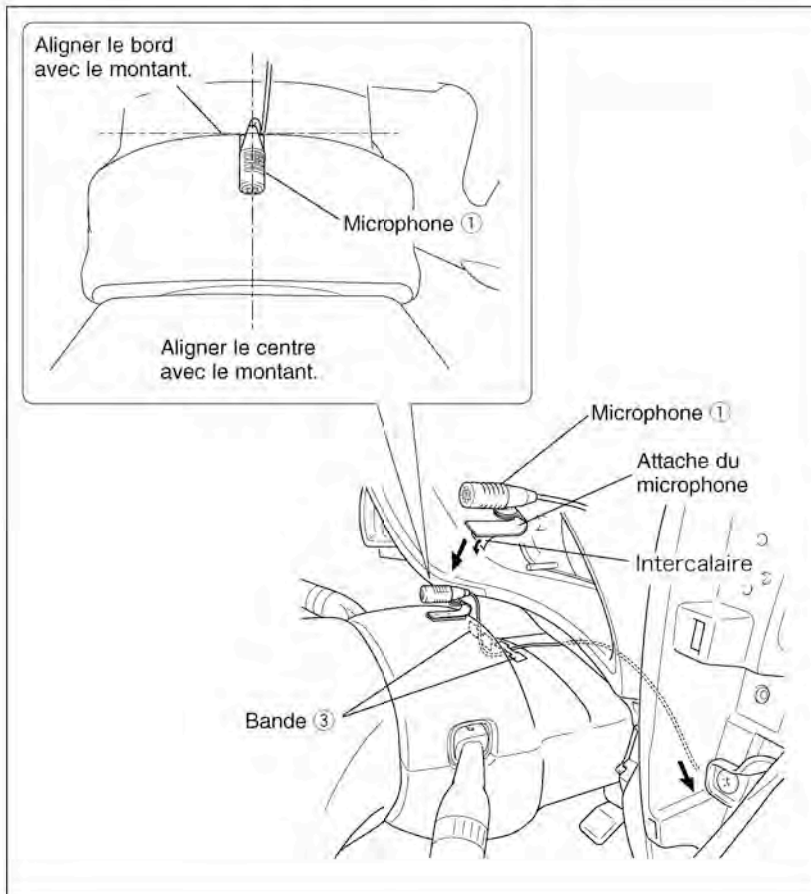 Aligner le bord
avec le montant.
Microphone ①
Aligner le centre
avec le montant.
Microphone ①
Attache du
microphone
Intercalaire
Bande ③